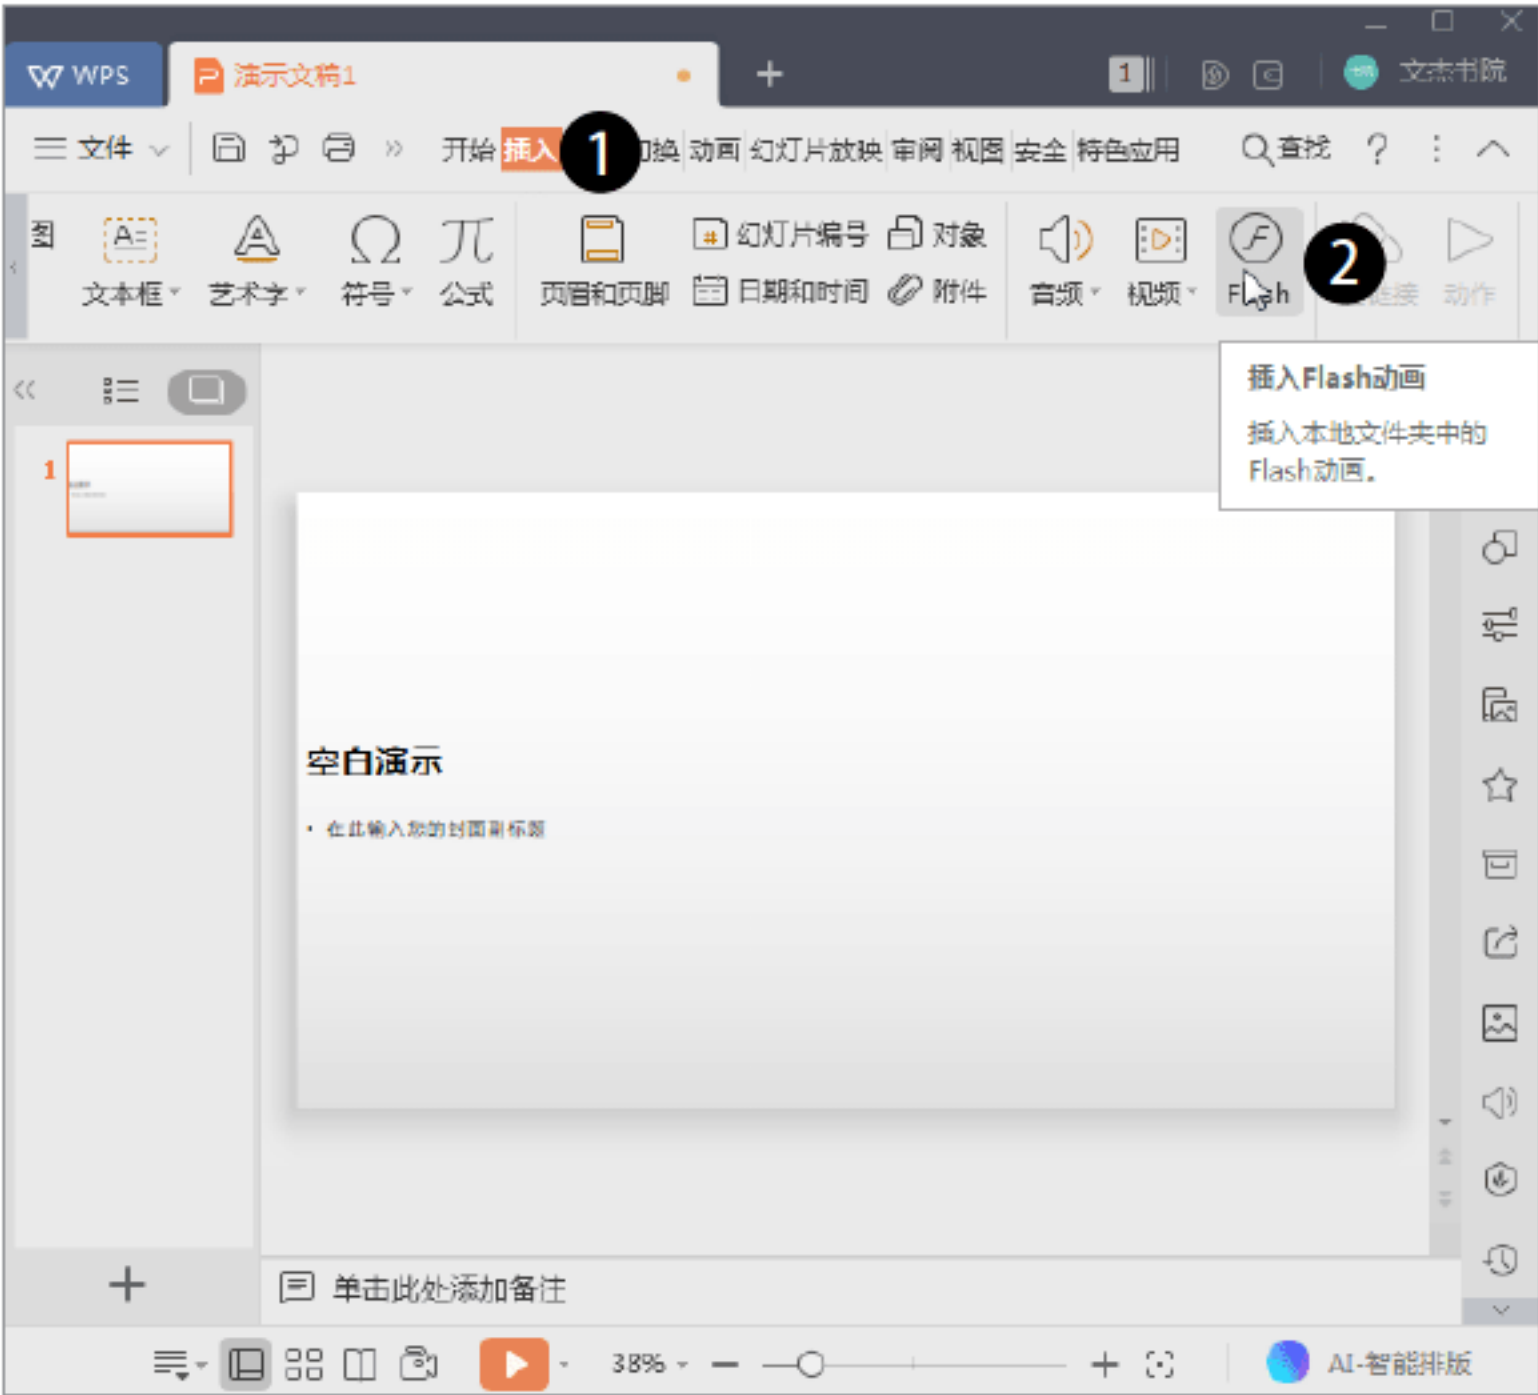 WPS 演示文稿1 1 文杰书院
文件 开始 插入 1 切换 动画 幻灯片放映 审阅 视图 安全 特色应用 查找 ?
图 幻灯片编号 对象
文本框 艺术字 符号 公式 页眉和页脚 日期和时间 附件 音频 视频 Flash 2 链接 动作
插入Flash动画
插入本地文件夹中的
Flash动画。
1
空白演示
• 在此输入您的封面副标题
单击此处添加备注
38% AI-智能排版